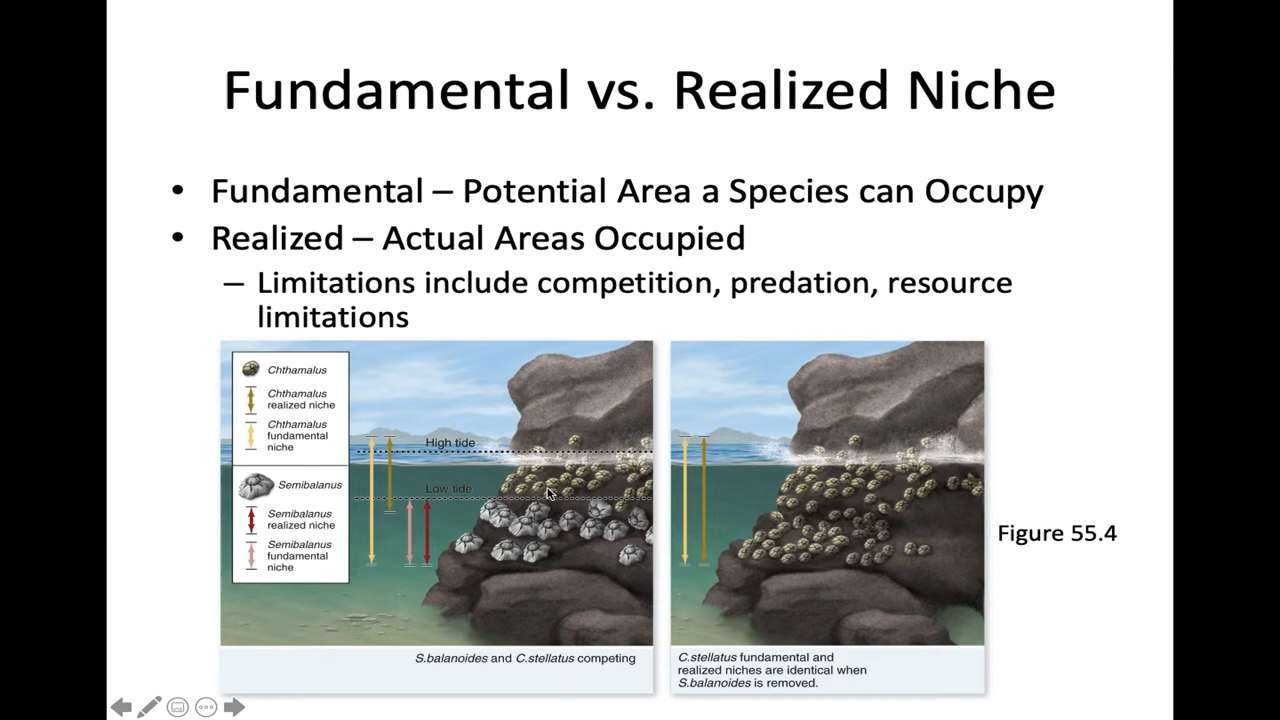 Fundamental vs. Realized Niche
• Fundamental – Potential Area a Species can Occupy
• Realized – Actual Areas Occupied
– Limitations include competition, predation, resource
limitations
Chthamalus
Chthamalus
realized niche
Chthamalus
fundamental
niche
Semibalanus
Semibalanus
realized niche
Semibalanus
fundamental
niche
High tide
Low tide
S.balanoides and C.stellatus competing
C.stellatus fundamental and
realized niches are identical when
S.balanoides is removed.
Figure 55.4